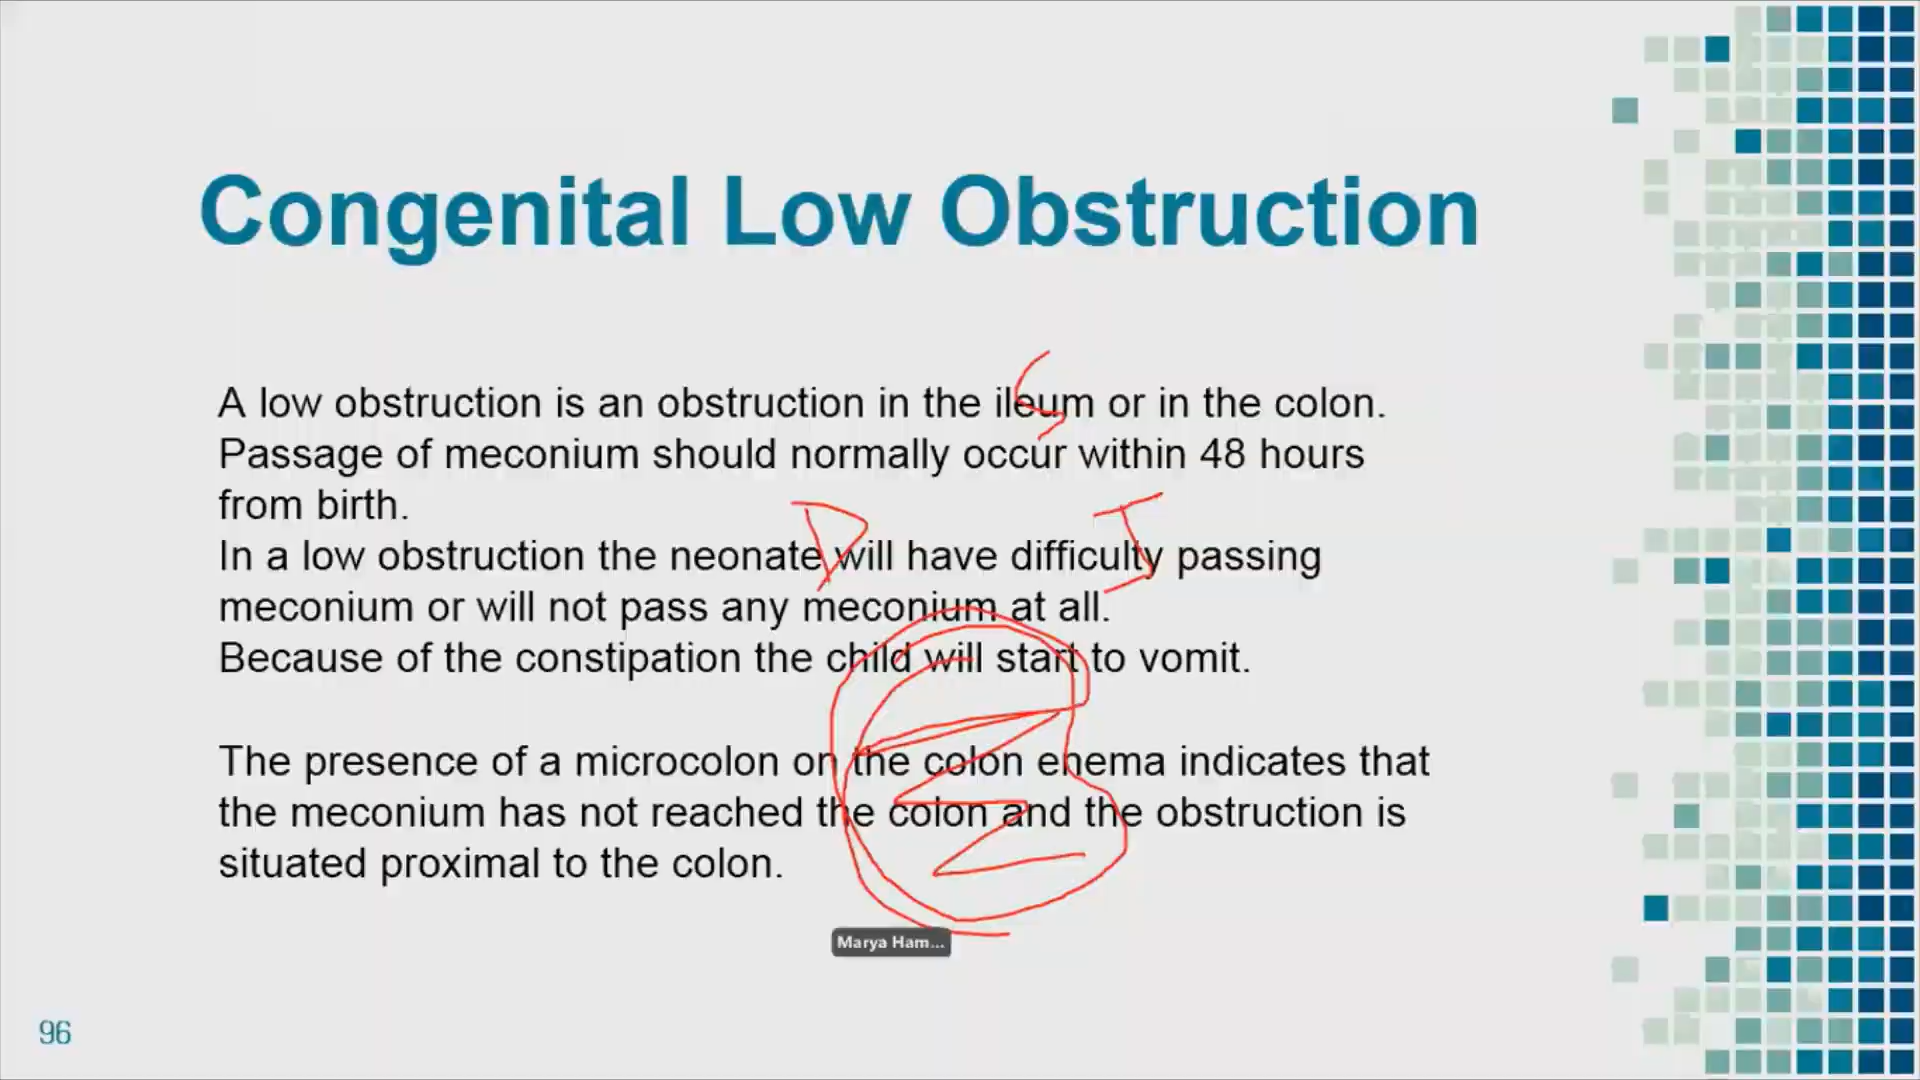 Congenital Low Obstruction
A low obstruction is an obstruction in the ileum or in the colon.
Passage of meconium should normally occur within 48 hours
from birth.
In a low obstruction the neonate will have difficulty passing
meconium or will not pass any meconium at all.
Because of the constipation the child will start to vomit.
The presence of a microcolon on the colon enema indicates that
the meconium has not reached the colon and the obstruction is
situated proximal to the colon.
S
D
I
Marya Ham...
96